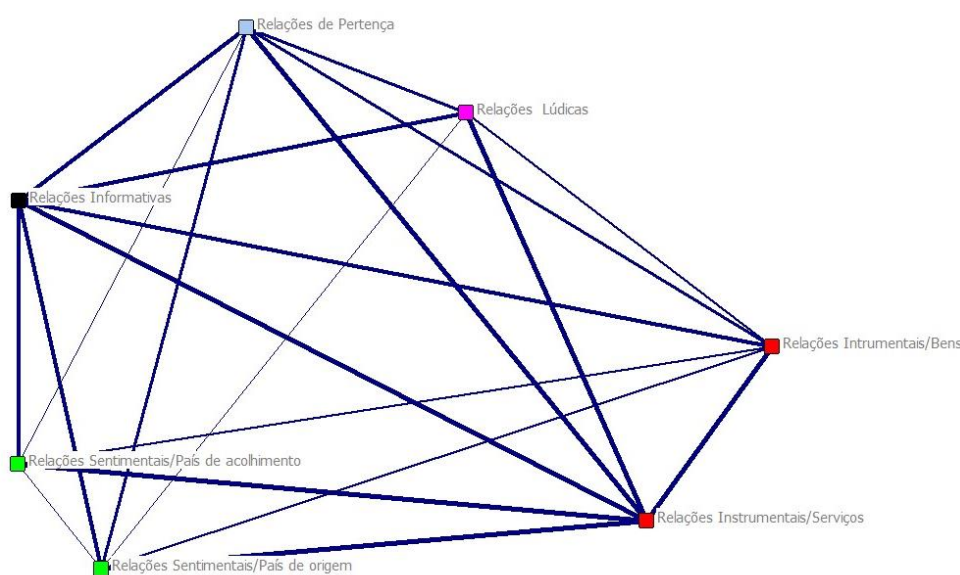 Relações de Pertença
Relações Lúdicas
Relações Informativas
Relações Intrumentais/Bens
Relações Sentimentais/País de acolhimento
Relações Instrumentais/Serviços
Relações Sentimentais/País de origem